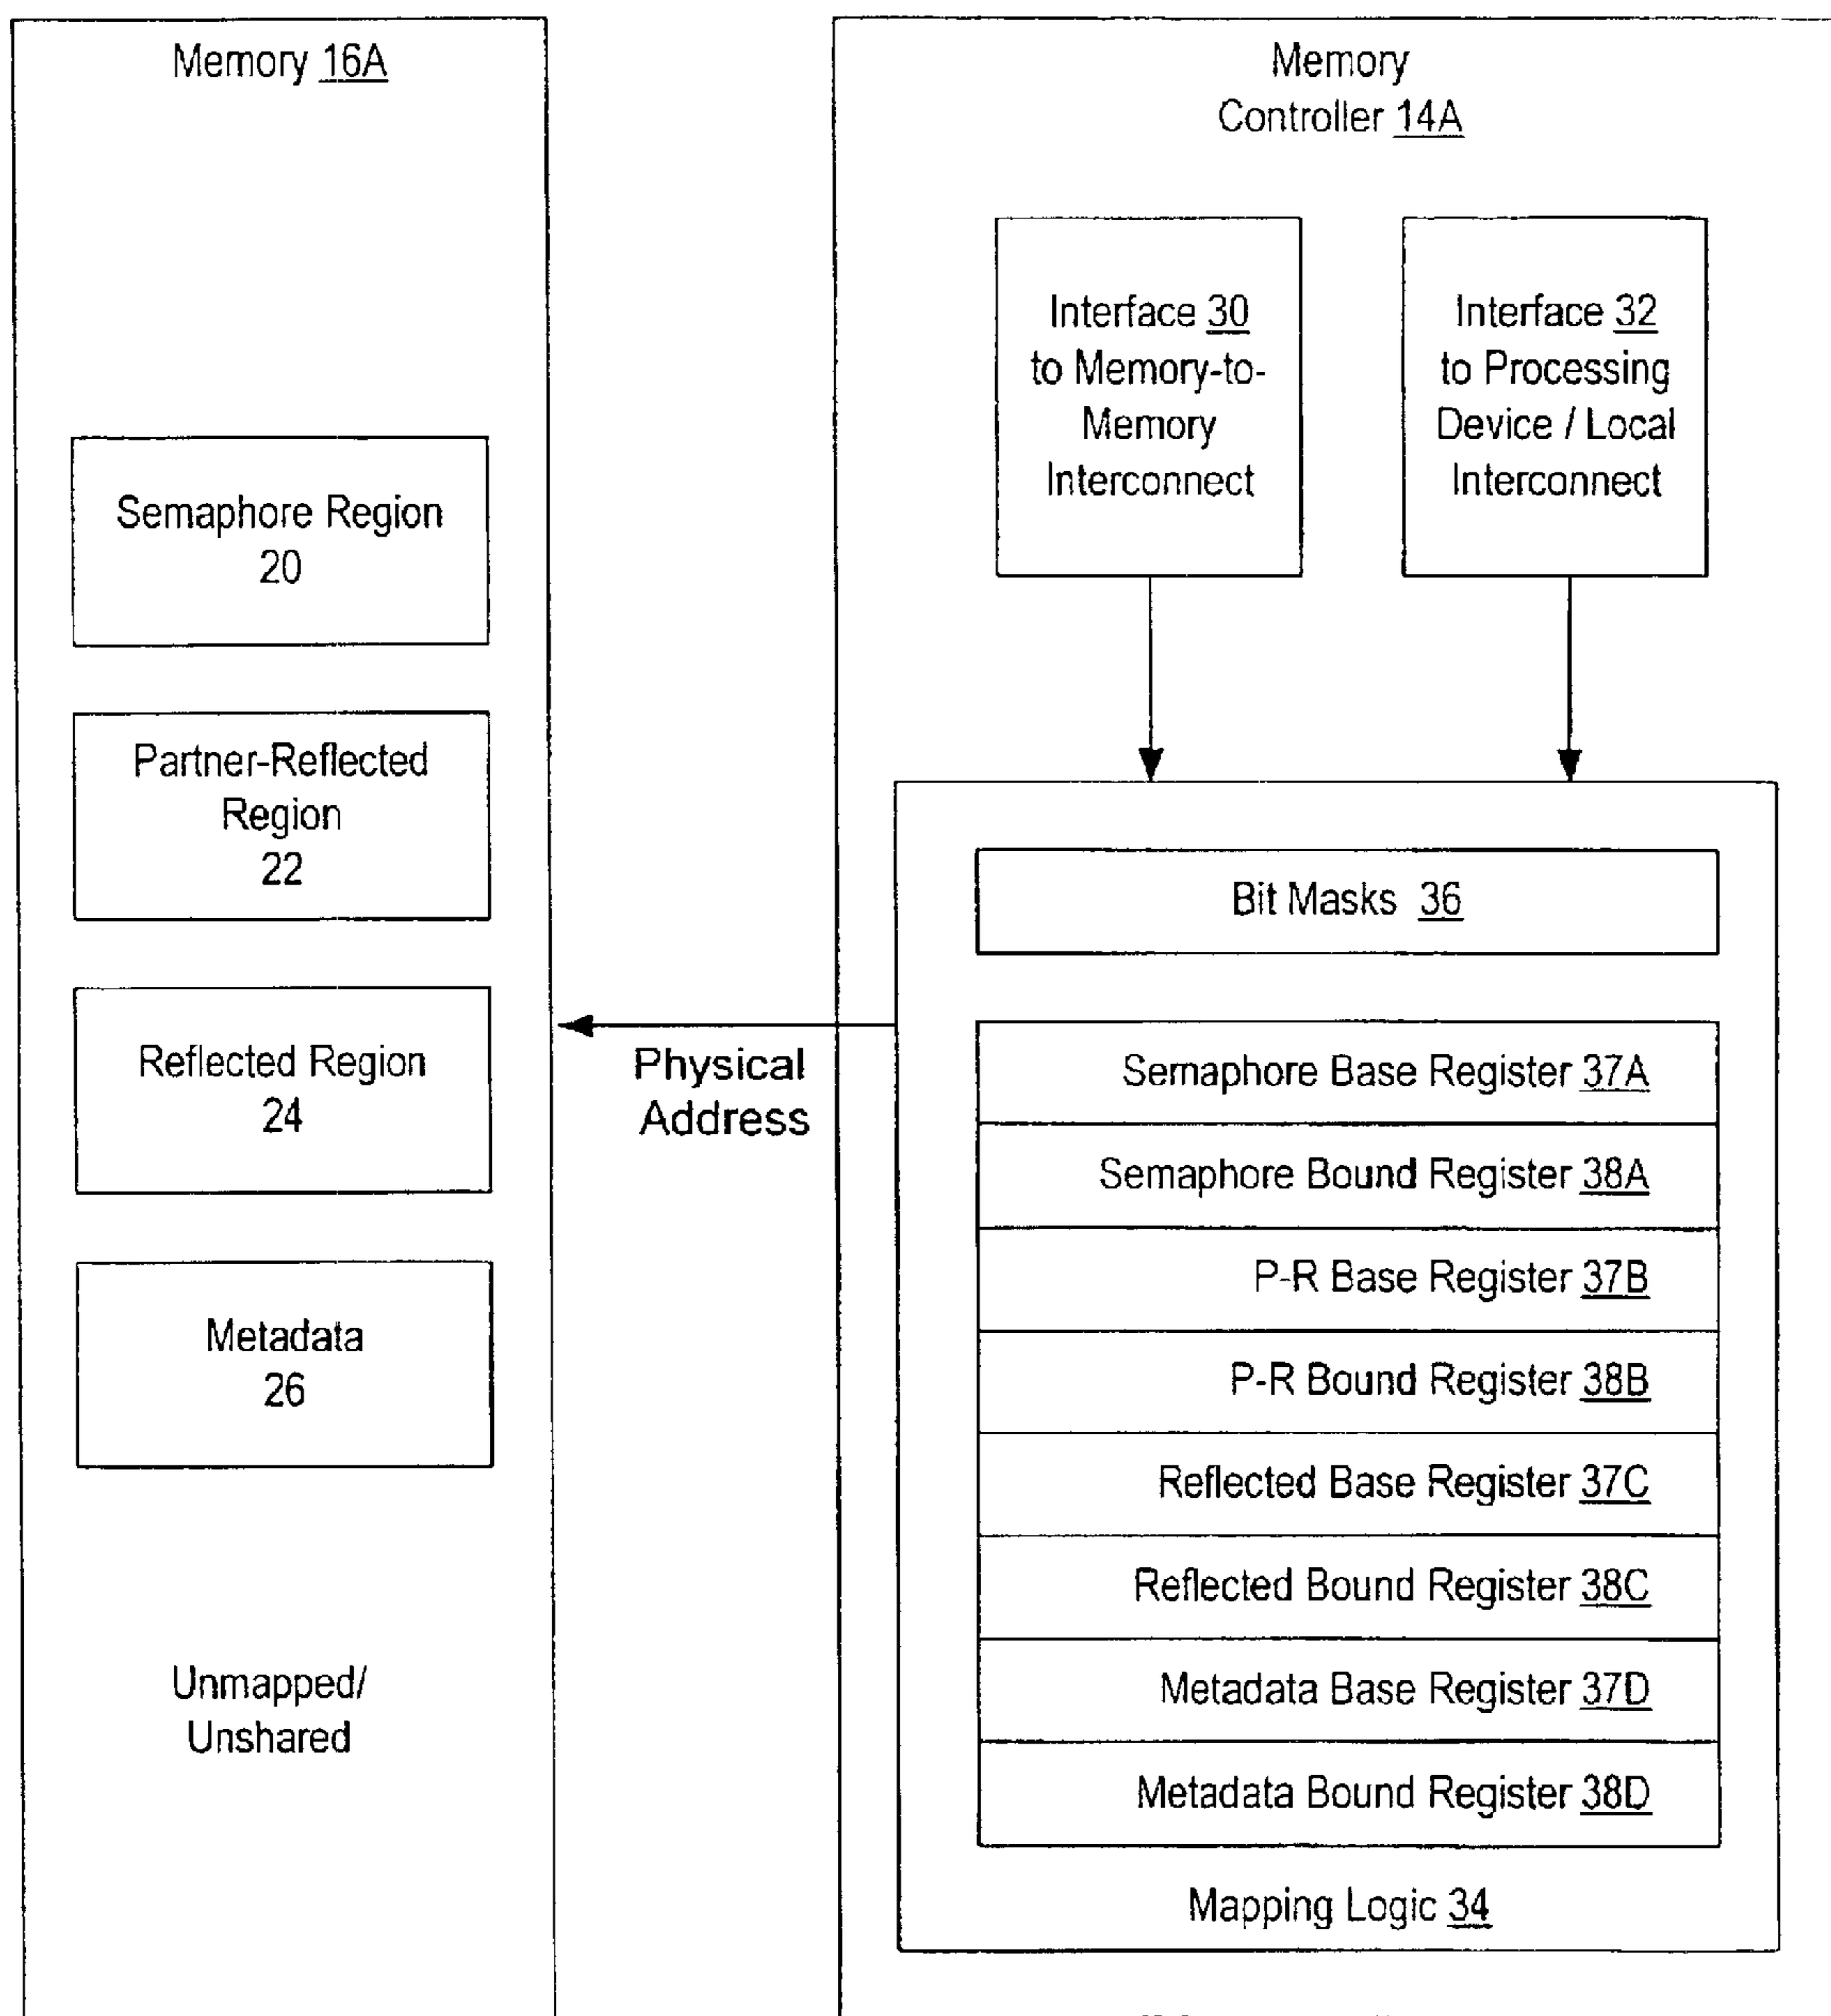 Memory 16A
Semaphore Region
20
Partner-Reflected
Region
22
Reflected Region
24
Metadata
26
Unmapped/
Unshared
Physical
Address
Memory
Controller 14A
Interface 30
to Memory-to-
Memory
Interconnect
Interface 32
to Processing
Device / Local
Interconnect
Bit Masks 36
Semaphore Base Register 37A
Semaphore Bound Register 38A
P-R Base Register 37B
P-R Bound Register 38B
Reflected Base Register 37C
Reflected Bound Register 38C
Metadata Base Register 37D
Metadata Bound Register 38D
Mapping Logic 34